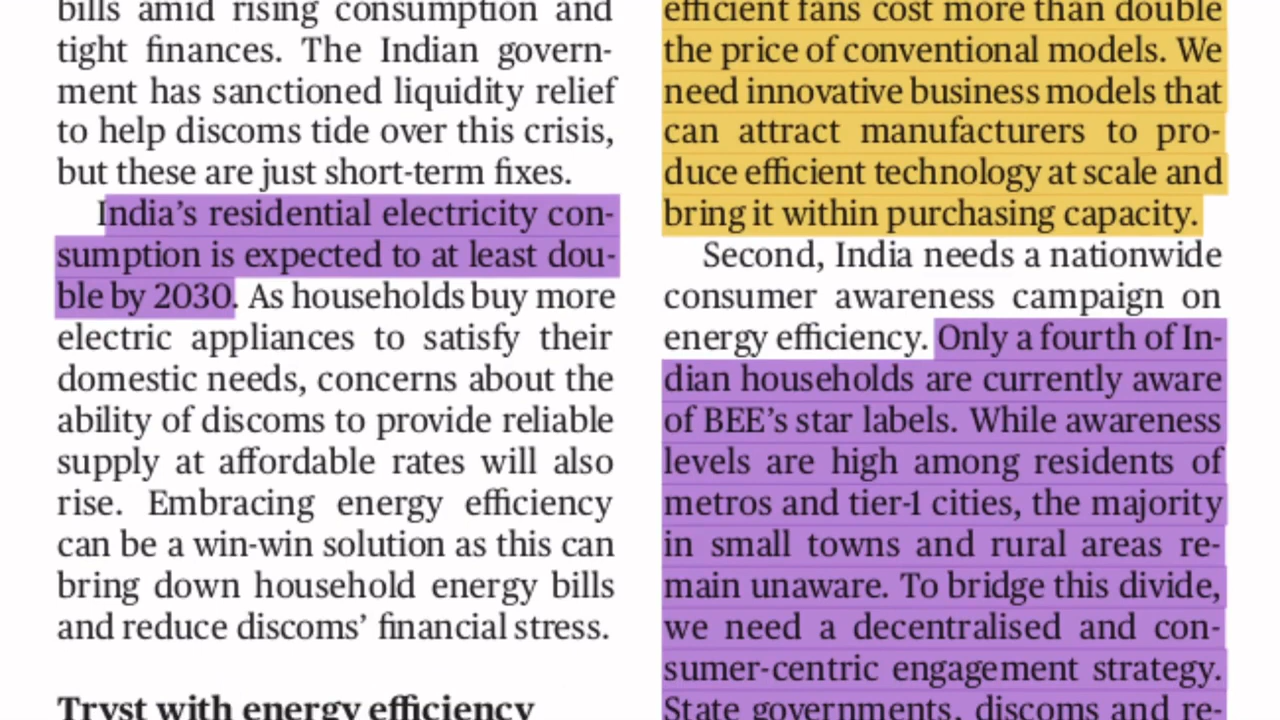 bills amid rising consumption and
tight finances. The Indian govern-
ment has sanctioned liquidity relief
to help discoms tide over this crisis,
but these are just short-term fixes.
India’s residential electricity con-
sumption is expected to at least dou-
ble by 2030. As households buy more
electric appliances to satisfy their
domestic needs, concerns about the
ability of discoms to provide reliable
supply at affordable rates will also
rise. Embracing energy efficiency
can be a win-win solution as this can
bring down household energy bills
and reduce discoms’ financial stress.
Tryst with energy efficiency
efficient fans cost more than double
the price of conventional models. We
need innovative business models that
can attract manufacturers to pro-
duce efficient technology at scale and
bring it within purchasing capacity.
Second, India needs a nationwide
consumer awareness campaign on
energy efficiency. Only a fourth of In-
dian households are currently aware
of BEE’s star labels. While awareness
levels are high among residents of
metros and tier-1 cities, the majority
in small towns and rural areas re-
main unaware. To bridge this divide,
we need a decentralised and con-
sumer-centric engagement strategy.
State governments, discoms and re-